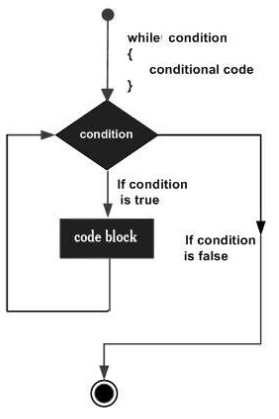 while condition
{
conditional code
}
condition
If condition
is true
code block
If condition
is false